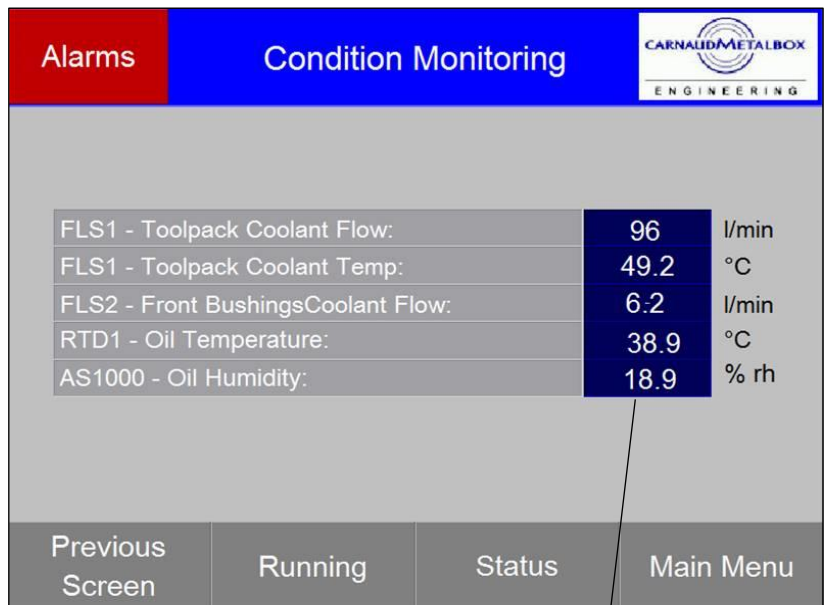 Alarms
Condition Monitoring
CARNAUDMETALBOX
ENGINEERING
FLS1 - Toolpack Coolant Flow: 96 l/min
FLS1 - Toolpack Coolant Temp: 49.2 °C
FLS2 - Front BushingsCoolant Flow: 6.2 l/min
RTD1 - Oil Temperature: 38.9 °C
AS1000 - Oil Humidity: 18.9 % rh
Previous
Screen
Running
Status
Main Menu